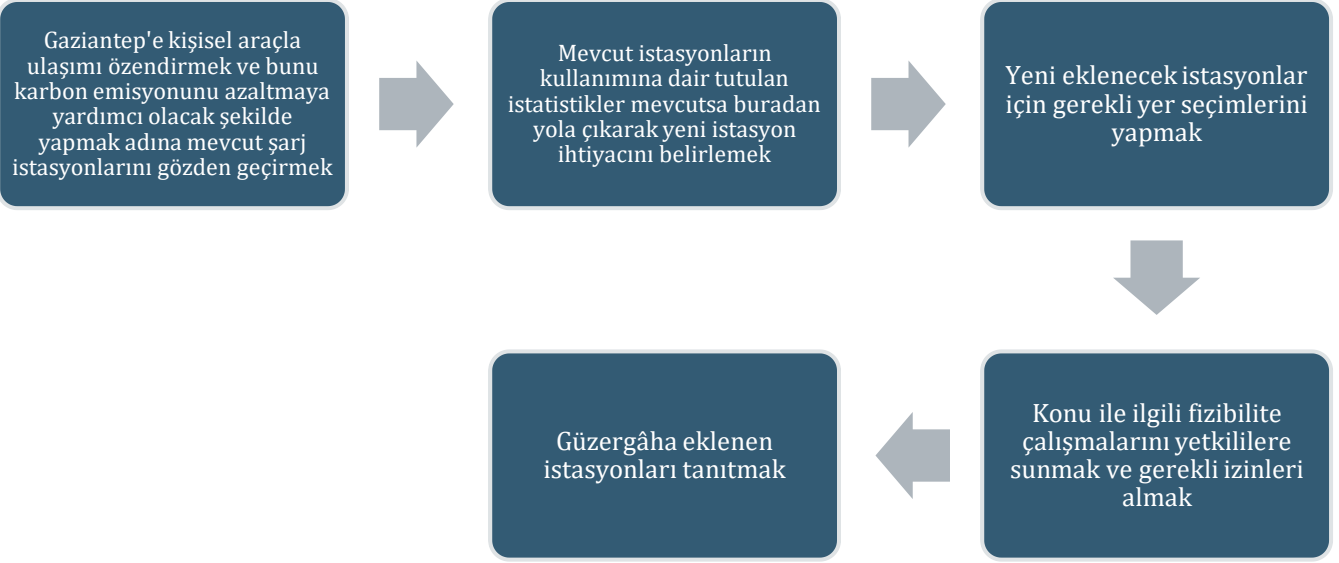 Gaziantep'e kişisel araçla
ulaşımı özendirmek ve bunu
karbon emisyonunu azaltmaya
yardımcı olacak şekilde
yapmak adına mevcut şarj
istasyonlarını gözden geçirmek
Mevcut istasyonların
kullanımına dair tutulan
istatistikler mevcutsa buradan
yola çıkarak yeni istasyon
ihtiyacını belirlemek
Yeni eklenecek istasyonlar
için gerekli yer seçimlerini
yapmak
Konu ile ilgili fizibilite
çalışmalarını yetkililere
sunmak ve gerekli izinleri
almak
Güzergâha eklenen
istasyonları tanıtmak